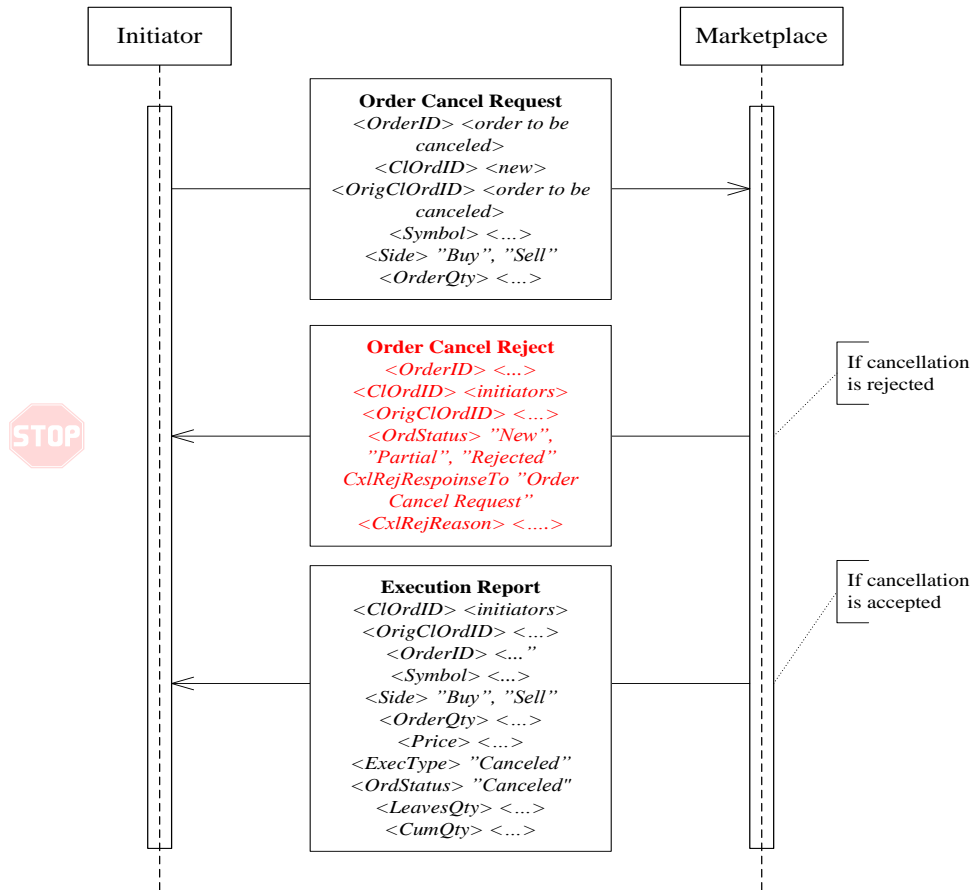 Initiator
Marketplace
Order Cancel Request
<OrderID> <order to be
canceled>
<ClOrdID> <new>
<OrigClOrdID> <order to be
canceled>
<Symbol> <...>
<Side> ”Buy”, ”Sell”
<OrderQty> <...>
Order Cancel Reject
<OrderID> <...>
<ClOrdID> <initiators>
<OrigClOrdID> <...>
<OrdStatus> ”New”,
”Partial”, ”Rejected”
CxlRejRespoinseTo ”Order
Cancel Request”
<CxlRejReason> <....>
If cancellation
is rejected
STOP
Execution Report
<ClOrdID> <initiators>
<OrigClOrdID> <...>
<OrderID> <...”
<Symbol> <...>
<Side> ”Buy”, ”Sell”
<OrderQty> <...>
<Price> <...>
<ExecType> ”Canceled”
<OrdStatus> ”Canceled"
<LeavesQty> <...>
<CumQty> <...>
If cancellation
is accepted